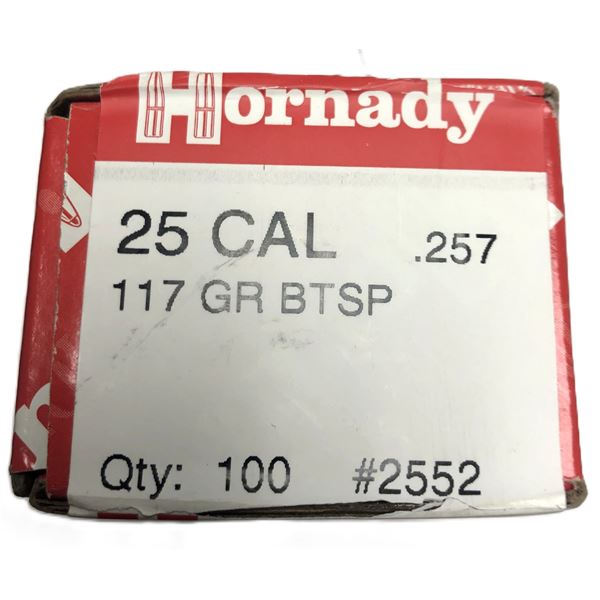 Hornady
25 CAL .257
117 GR BTSP
Qty: 100 #2552